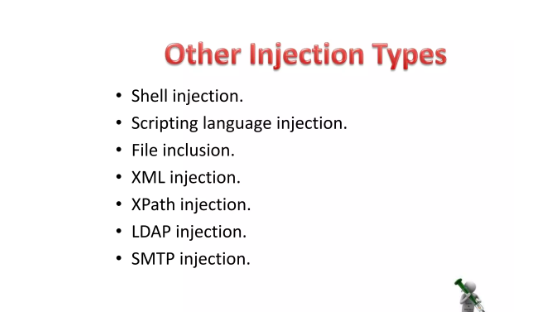 Other Injection Types
• Shell injection.
• Scripting language injection.
• File inclusion.
• XML injection.
• XPath injection.
• LDAP injection.
• SMTP injection.